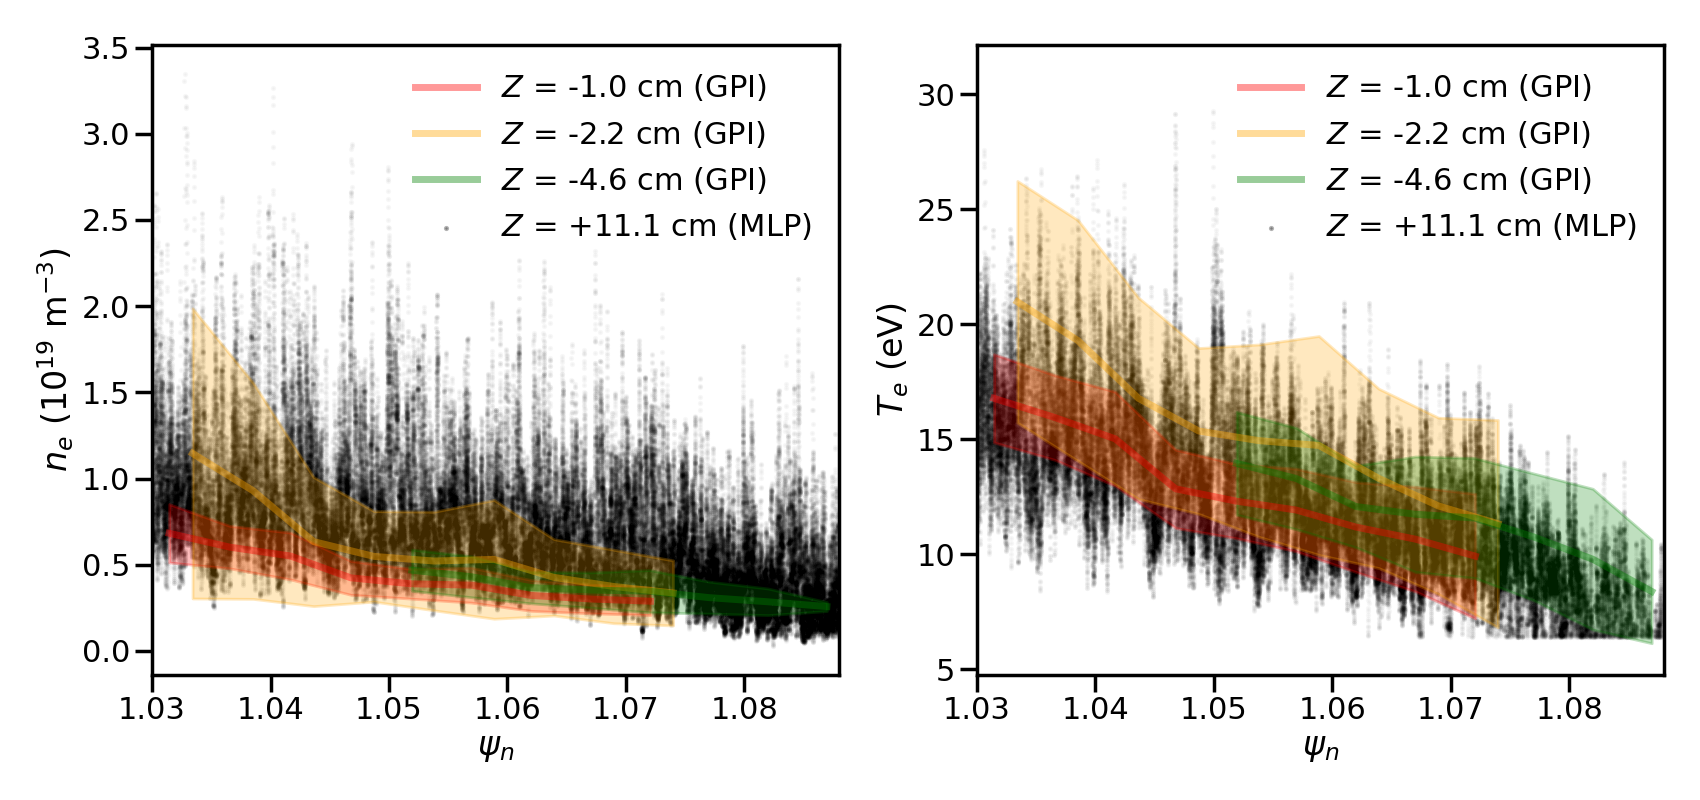 3.5
3.0
2.5
2.0
1.5
1.0
0.5
0.0
n_e (10^19 m^−3)
Z = -1.0 cm (GPI)
Z = -2.2 cm (GPI)
Z = -4.6 cm (GPI)
Z = +11.1 cm (MLP)
1.03 1.04 1.05 1.06 1.07 1.08
ψ_n
30
25
20
15
10
5
T_e (eV)
Z = -1.0 cm (GPI)
Z = -2.2 cm (GPI)
Z = -4.6 cm (GPI)
Z = +11.1 cm (MLP)
1.03 1.04 1.05 1.06 1.07 1.08
ψ_n